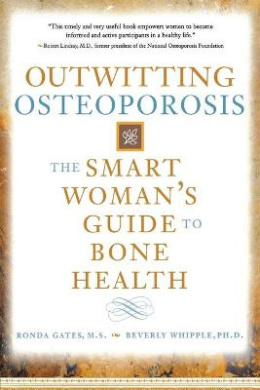 "This timely and very useful book empowers women to become
informed and active participants in a healthy life."
~ Robert Lindsay, M.D., former president of the National Osteoporosis Foundation
OUTWITTING
OSTEOPOROSIS
THE SMART
WOMAN'S
GUIDE TO
BONE
HEALTH
RONDA GATES, M.S. ~ BEVERLY WHIPPLE, PH.D.